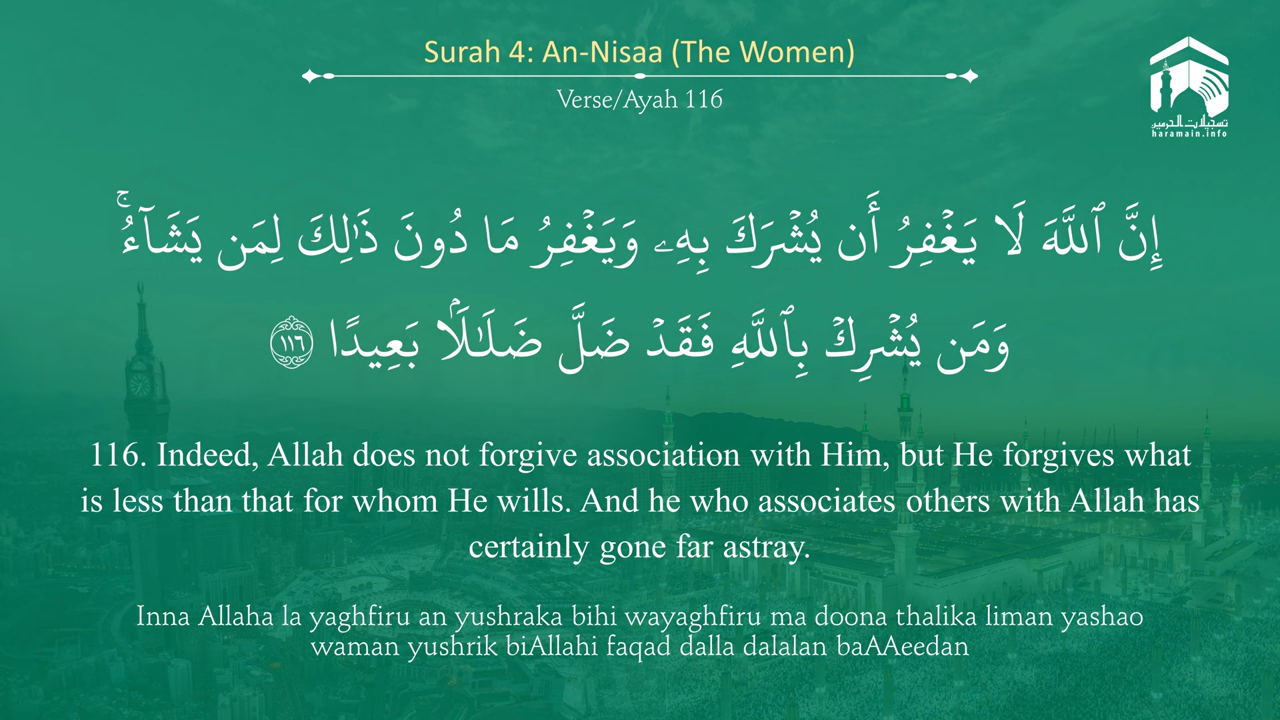 Surah 4: An-Nisaa (The Women)
Verse/Ayah 116
تسجيلات الحرمين
haramain.info
إِنَّ ٱللَّهَ لَا يَغْفِرُ أَن يُشْرَكَ بِهِۦ وَيَغْفِرُ مَا دُونَ ذَٰلِكَ لِمَن يَشَآءُۚ
وَمَن يُشْرِكْ بِٱللَّهِ فَقَدْ ضَلَّ ضَلَـٰلًۢا بَعِيدًا ١١٦
116. Indeed, Allah does not forgive association with Him, but He forgives what
is less than that for whom He wills. And he who associates others with Allah has
certainly gone far astray.
Inna Allaha la yaghfiru an yushraka bihi wayaghfiru ma doona thalika liman yashao
waman yushrik biAllahi faqad dalla dalalan baAAeedan